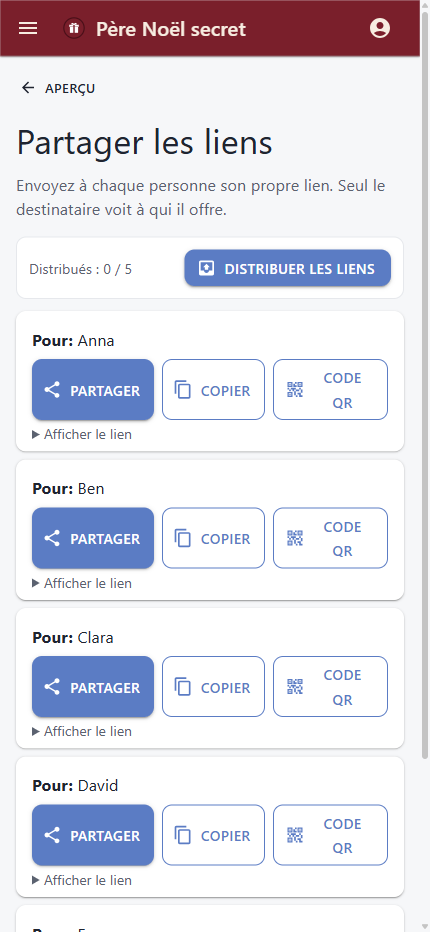 Père Noël secret
APERÇU
Partager les liens
Envoyez à chaque personne son propre lien. Seul le
destinataire voit à qui il offre.
Distribués : 0 / 5
DISTRIBUER LES LIENS
Pour: Anna
PARTAGER
COPIER
CODE
QR
Afficher le lien
Pour: Ben
PARTAGER
COPIER
CODE
QR
Afficher le lien
Pour: Clara
PARTAGER
COPIER
CODE
QR
Afficher le lien
Pour: David
PARTAGER
COPIER
CODE
QR
Afficher le lien